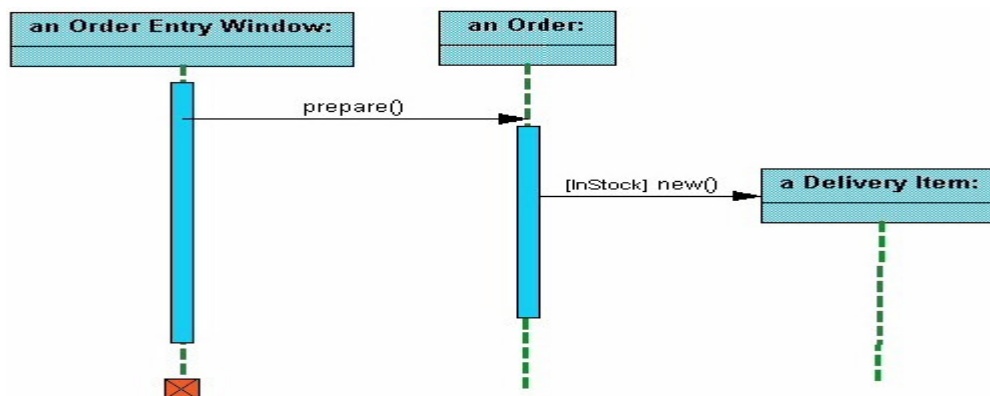 an Order Entry Window:
an Order:
prepare()
[InStock] new()
a Delivery Item: